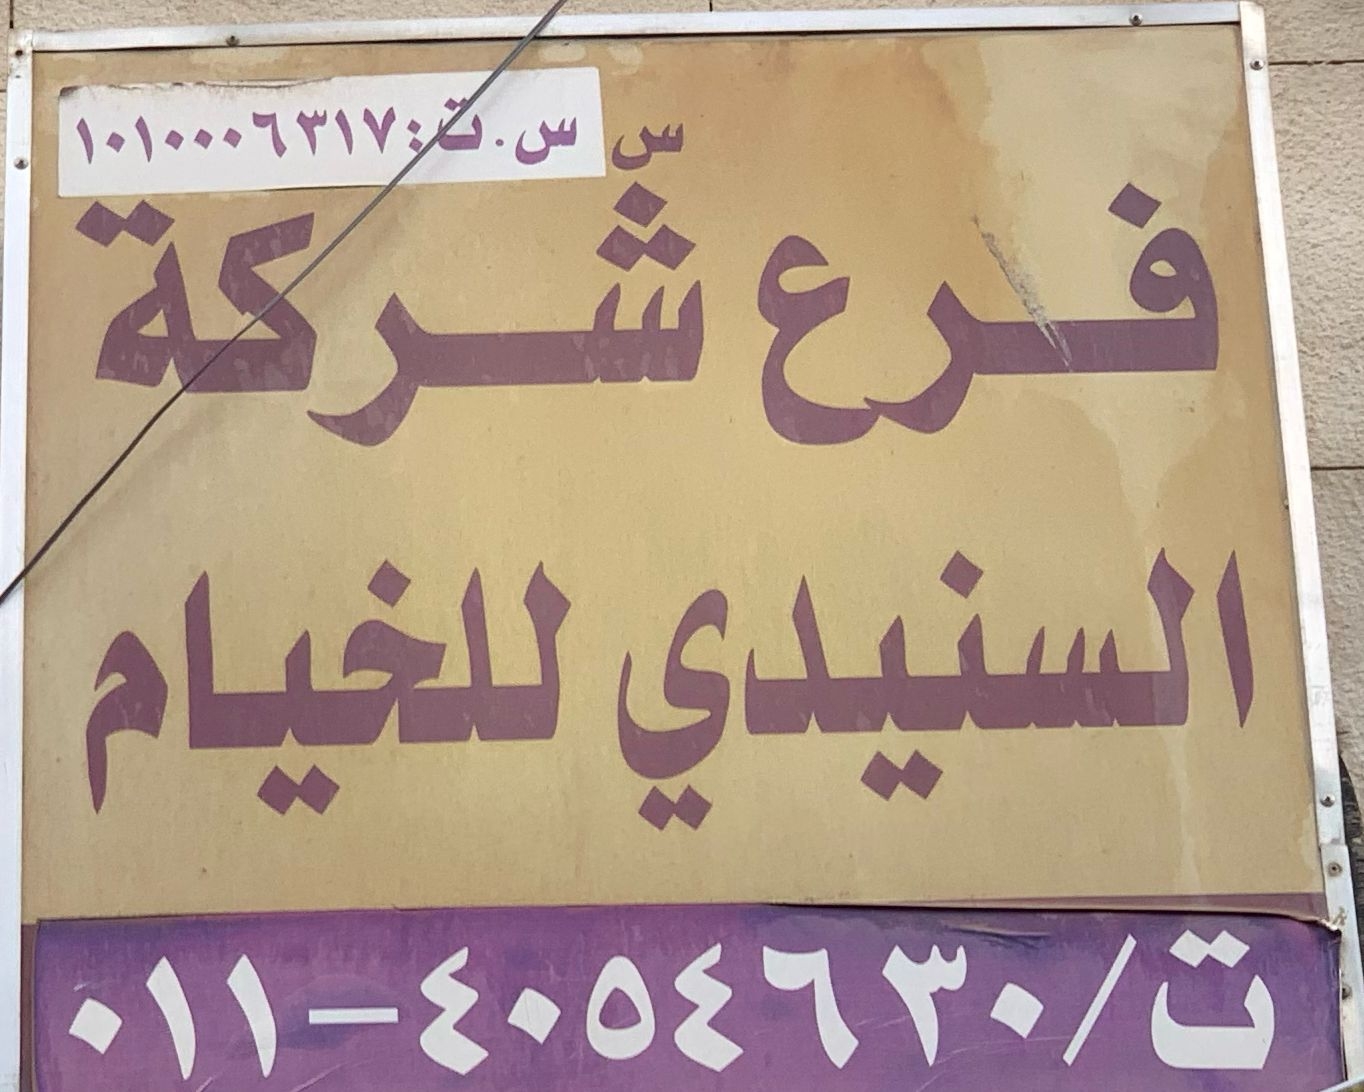 س س.ت: ١٠١٠٠٠٦٣١٧
فرع شركة
السنيدي للخيام
ت/ ٠١١-٤٠٥٤٦٣٠